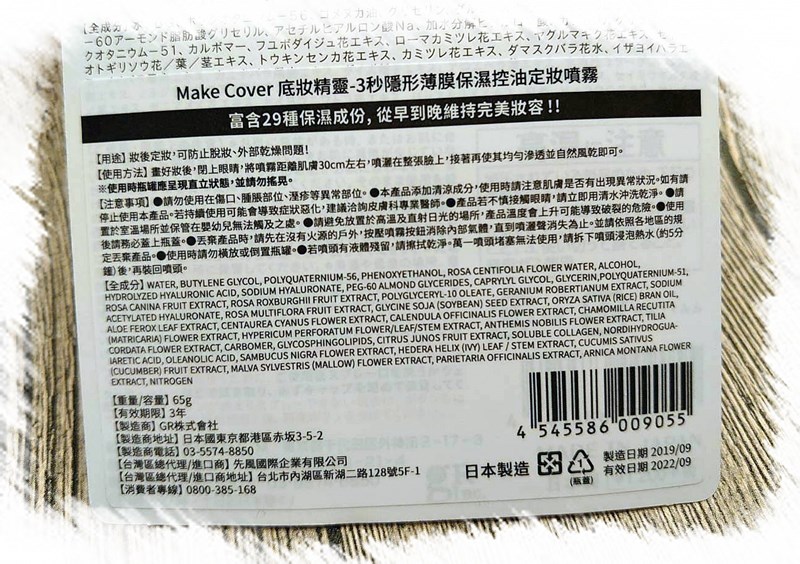 -60アーモンド脂肪酸グリセリル、アセチルヒアルロン酸Na、加水分解ヒ
クオタニウム-51、カルボマー、フユボダイジュ花エキス、ローマカミツレ花エキス、ヤグルマギク花エキス、
オトギリソウ花/葉/茎エキス、トウキンセンカ花エキス、カミツレ花エキス、ダマスクバラ花水、イザヨイバラエ
Make Cover 底妝精靈-3秒隱形薄膜保濕控油定妝噴霧
富含29種保濕成份, 從早到晚維持完美妝容!!
【用途】妝後定妝,可防止脫妝、外部乾燥問題!
【使用方法】畫好妝後,閉上眼睛,將噴霧距離肌膚30cm左右,噴灑在整張臉上,接著再使其均勻滲透並自然風乾即可。
※使用時瓶罐應呈現直立狀態,並請勿搖晃。
【注意事項】●請勿使用在傷口、腫脹部位、溼疹等異常部位。●本產品添加清涼成分,使用時請注意肌膚是否有出現異常狀況。如有請
停止使用本產品。若持續使用可能會導致症狀惡化,建議洽詢皮膚科專業醫師。●產品若不慎接觸眼睛,請立即用清水沖洗乾淨。●請
置於室溫場所並保管在嬰幼兒無法觸及之處。●請避免放置於高溫及直射日光的場所,產品溫度會上升可能導致破裂的危險。●使用
後請務必蓋上瓶蓋。●丟棄產品時,請先在沒有火源的戶外,按壓噴霧按鈕消除內部氣體,直到噴灑聲消失為止。並請依照各地區的規
定丟棄產品。●使用時請勿橫放或倒置瓶罐。●若噴頭有液體殘留,請擦拭乾淨。萬一噴頭堵塞無法使用,請拆下噴頭浸泡熱水(約5分
鐘)後,再裝回噴頭。
【全成分】WATER, BUTYLENE GLYCOL, POLYQUATERNIUM-56, PHENOXYETHANOL, ROSA CENTIFOLIA FLOWER WATER, ALCOHOL,
HYDROLYZED HYALURONIC ACID, SODIUM HYALURONATE, PEG-60 ALMOND GLYCERIDES, CAPRYLYL GLYCOL, GLYCERIN,POLYQUATERNIUM-51,
ROSA CANINA FRUIT EXTRACT, ROSA ROXBURGHII FRUIT EXTRACT, POLYGLYCERYL-10 OLEATE, GERANIUM ROBERTIANUM EXTRACT, SODIUM
ACETYLATED HYALURONATE, ROSA MULTIFLORA FRUIT EXTRACT, GLYCINE SOJA (SOYBEAN) SEED EXTRACT, ORYZA SATIVA (RICE) BRAN OIL,
ALOE FEROX LEAF EXTRACT, CENTAUREA CYANUS FLOWER EXTRACT, CALENDULA OFFICINALIS FLOWER EXTRACT, CHAMOMILLA RECUTITA
(MATRICARIA) FLOWER EXTRACT, HYPERICUM PERFORATUM FLOWER/LEAF/STEM EXTRACT, ANTHEMIS NOBILIS FLOWER EXTRACT, TILIA
CORDATA FLOWER EXTRACT, CARBOMER, GLYCOSPHINGOLIPIDS, CITRUS JUNOS FRUIT EXTRACT, SOLUBLE COLLAGEN, NORDIHYDROGUA-
IARETIC ACID, OLEANOLIC ACID, SAMBUCUS NIGRA FLOWER EXTRACT, HEDERA HELIX (IVY) LEAF / STEM EXTRACT, CUCUMIS SATIVUS
(CUCUMBER) FRUIT EXTRACT, MALVA SYLVESTRIS (MALLOW) FLOWER EXTRACT, PARIETARIA OFFICINALIS EXTRACT, ARNICA MONTANA FLOWER
EXTRACT, NITROGEN
【重量/容量】65g
【有效期限】3年
【製造商】GR株式會社
【製造商地址】日本國東京都港區赤坂3-5-2
【製造商電話】03-5574-8850
【台灣區總代理/進口商】先風國際企業有限公司
【台灣區總代理/進口商地址】台北市內湖區新湖二路128號5F-1
【消費者專線】0800-385-168
4 545586 009055
日本製造
1
(瓶蓋)
製造日期 2019/09
有效日期 2022/09